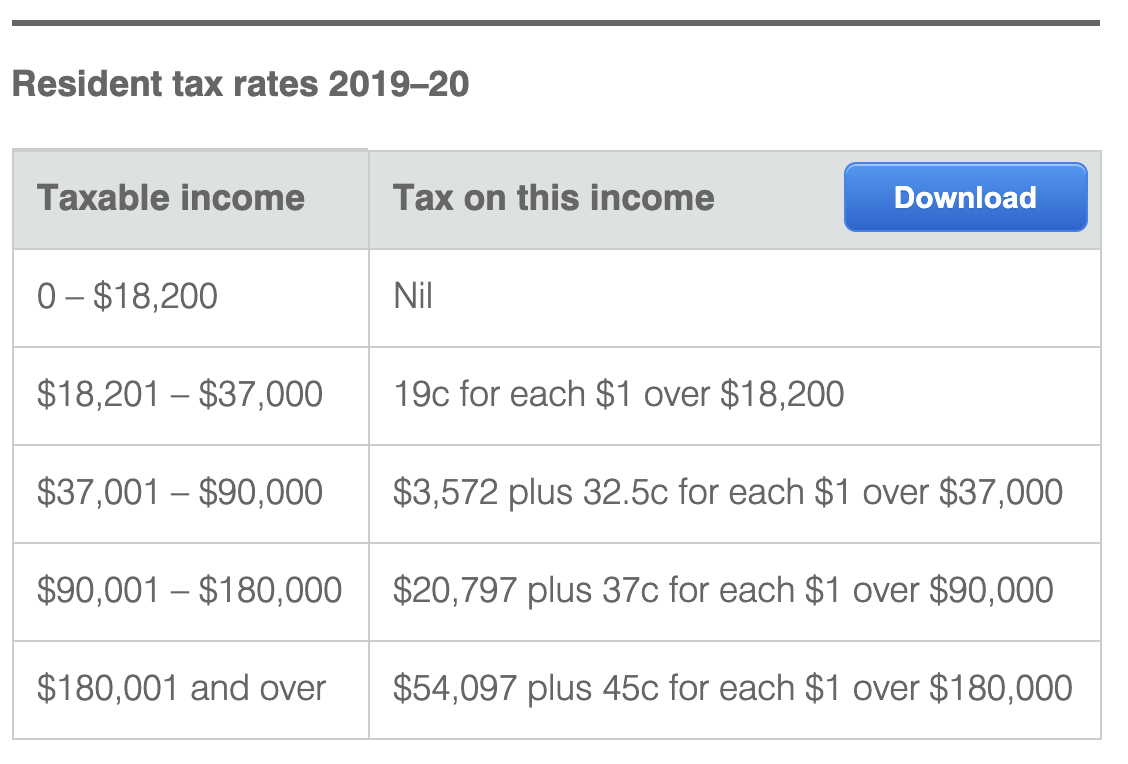 Resident tax rates 2019–20
Taxable income Tax on this income Download
0 – $18,200 Nil
$18,201 – $37,000 19c for each $1 over $18,200
$37,001 – $90,000 $3,572 plus 32.5c for each $1 over $37,000
$90,001 – $180,000 $20,797 plus 37c for each $1 over $90,000
$180,001 and over $54,097 plus 45c for each $1 over $180,000